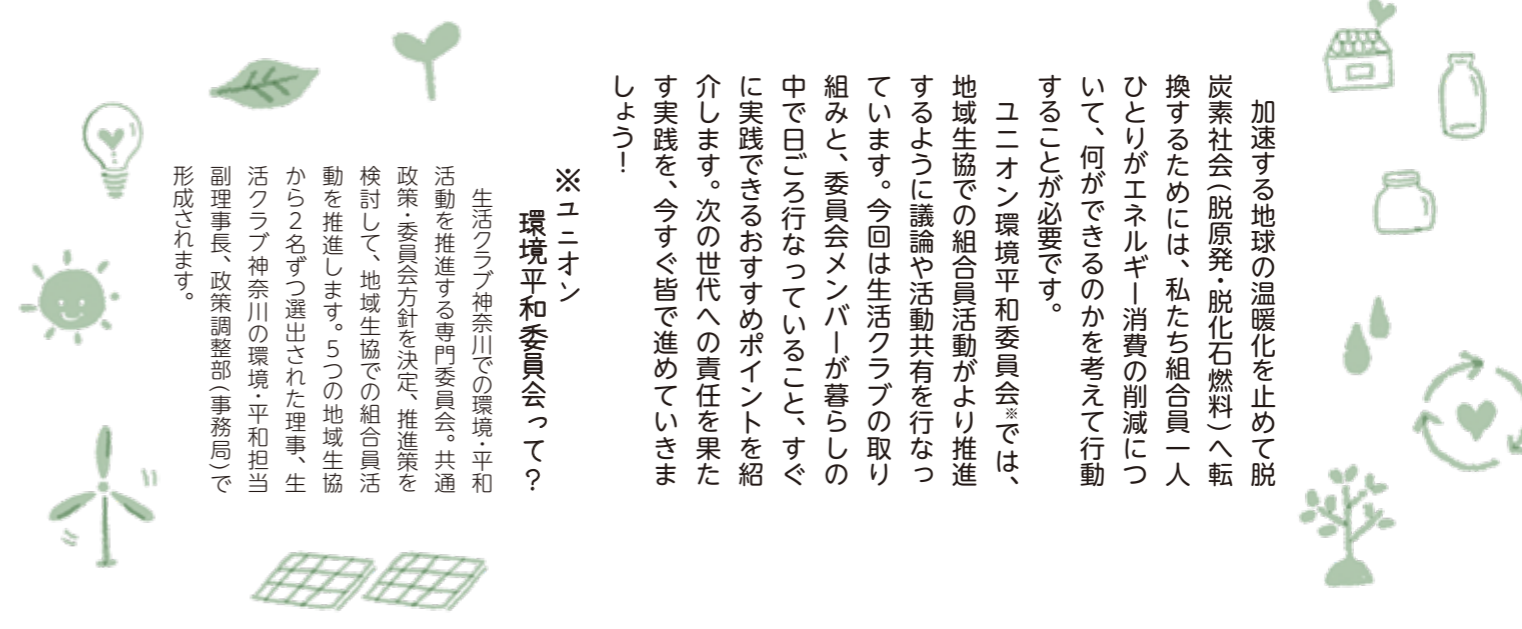 加速する地球の温暖化を止めて脱
炭素社会(脱原発・脱化石燃料)へ転
換するためには、私たち組合員一人
ひとりがエネルギー消費の削減につ
いて、何ができるのかを考えて行動
することが必要です。
　ユニオン環境平和委員会※では、
地域生協での組合員活動がより推進
するように議論や活動共有を行なっ
ています。今回は生活クラブの取り
組みと、委員会メンバーが暮らしの
中で日ごろ行なっていること、すぐ
に実践できるおすすめポイントを紹
介します。次の世代への責任を果た
す実践を、今すぐ皆で進めていきま
しょう！
※ユニオン
環境平和委員会って？
　生活クラブ神奈川での環境・平和
活動を推進する専門委員会。共通
政策・委員会方針を決定、推進策を
検討して、地域生協での組合員活
動を推進します。５つの地域生協
から２名ずつ選出された理事、生
活クラブ神奈川の環境・平和担当
副理事長、政策調整部(事務局)で
形成されます。